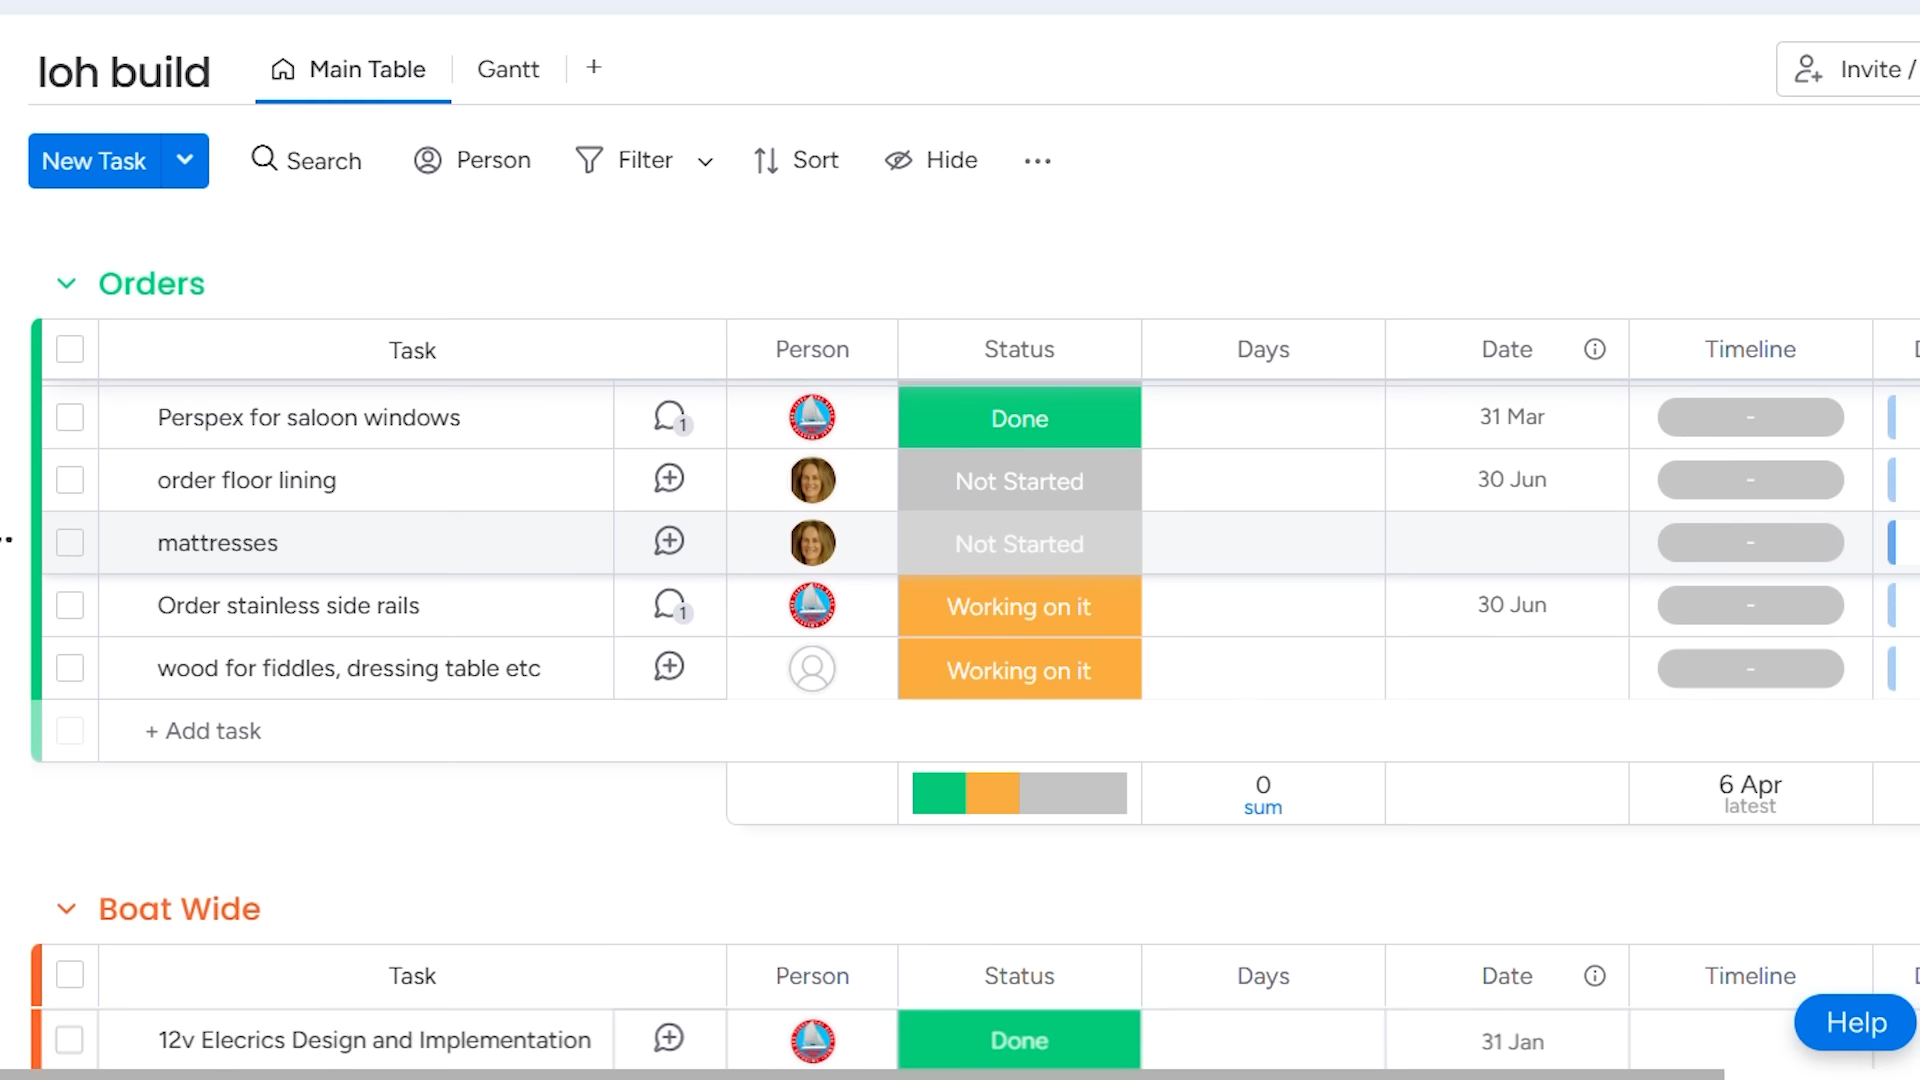 loh build
Main Table
Gantt
+
Invite /
New Task
Search
Person
Filter
Sort
Hide
Orders
Task Person Status Days Date Timeline
Perspex for saloon windows 1 Done 31 Mar -
order floor lining Not Started 30 Jun -
mattresses Not Started -
Order stainless side rails 1 Working on it 30 Jun -
wood for fiddles, dressing table etc Working on it -
+ Add task
0 6 Apr
sum latest
Boat Wide
Task Person Status Days Date Timeline
12v Elecrics Design and Implementation Done 31 Jan
Help